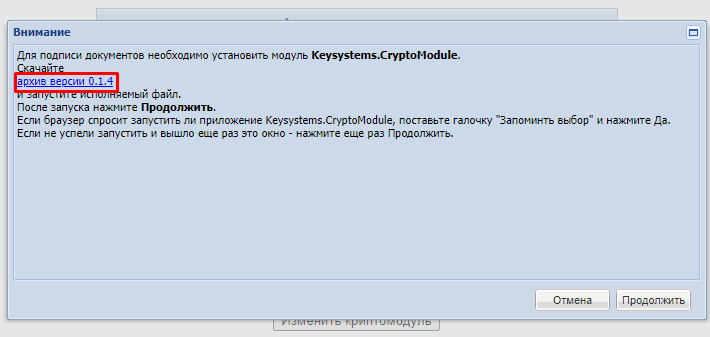 Внимание
Для подписи документов необходимо установить модуль Keysystems.CryptoModule.
Скачайте
архив версии 0.1.4
и запустите исполняемый файл.
После запуска нажмите Продолжить.
Если браузер спросит запустить ли приложение Keysystems.CryptoModule, поставьте галочку "Запоминть выбор" и нажмите Да.
Если не успели запустить и вышло еще раз это окно - нажмите еще раз Продолжить.
Отмена
Продолжить
Изменить криптомодуль